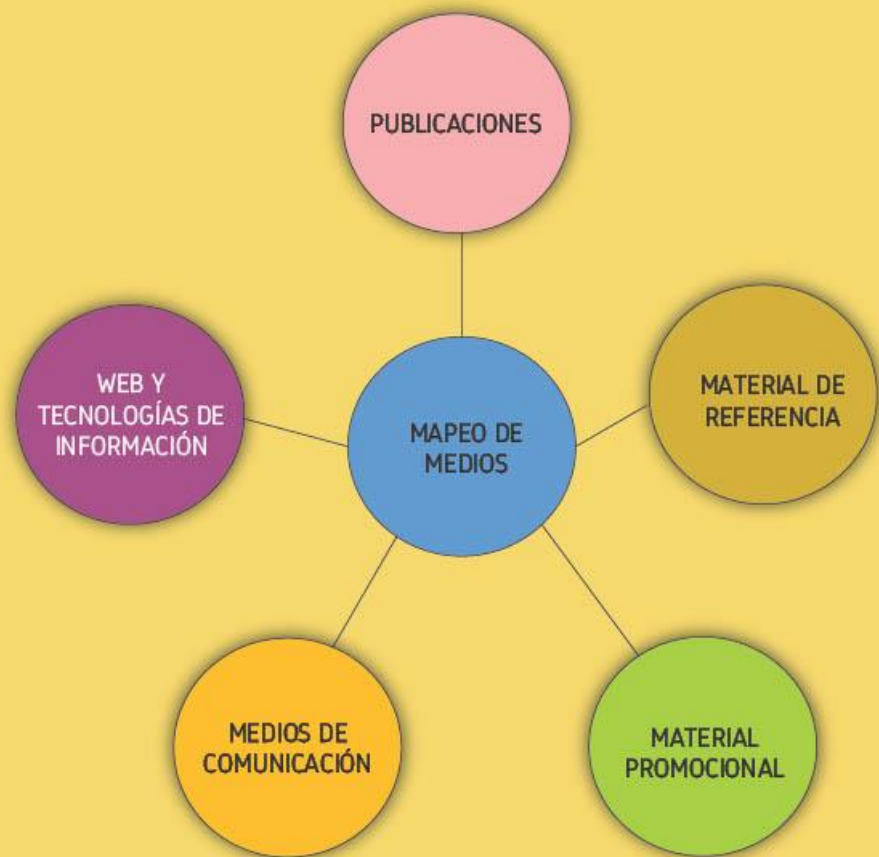 PUBLICACIONES
MATERIAL DE
REFERENCIA
WEB Y
TECNOLOGÍAS DE
INFORMACIÓN
MAPEO DE
MEDIOS
MEDIOS DE
COMUNICACIÓN
MATERIAL
PROMOCIONAL